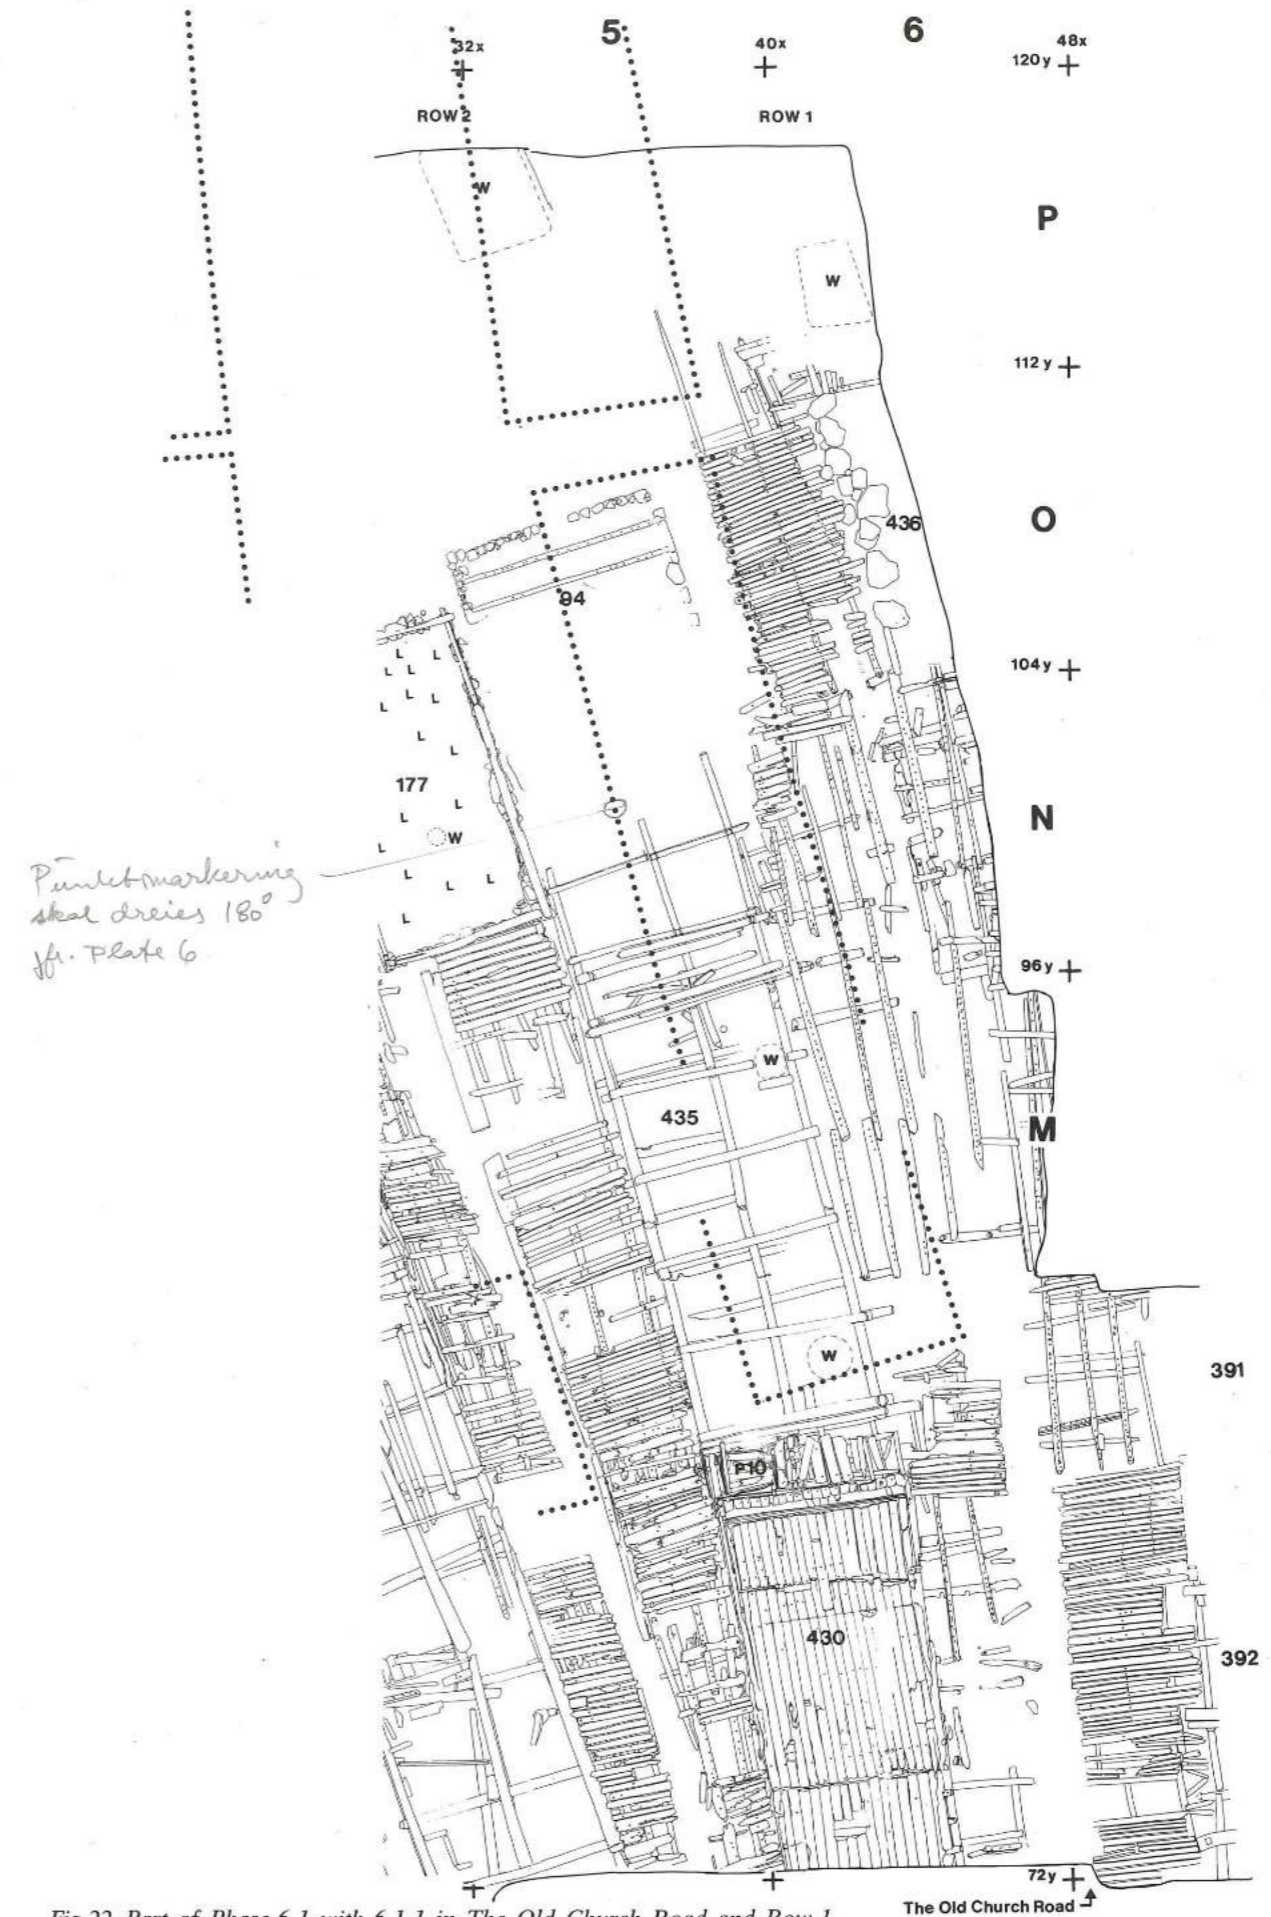 5 6
32x 40x 48x
120y
ROW 2 ROW 1
W
P
W
112y
O
436
94
104y
L L
L L
L L
L
L
L
177
L
L
N
W
L
Punktmarkering
skal dreies 180°
jfr. Plate 6
L
L L
L
96y
W
435
M
W
391
P10
430
392
72y
The Old Church Road
Fig 22 Part of Phase 6.1 with 6.1.1 in The Old Church Road and Row 1